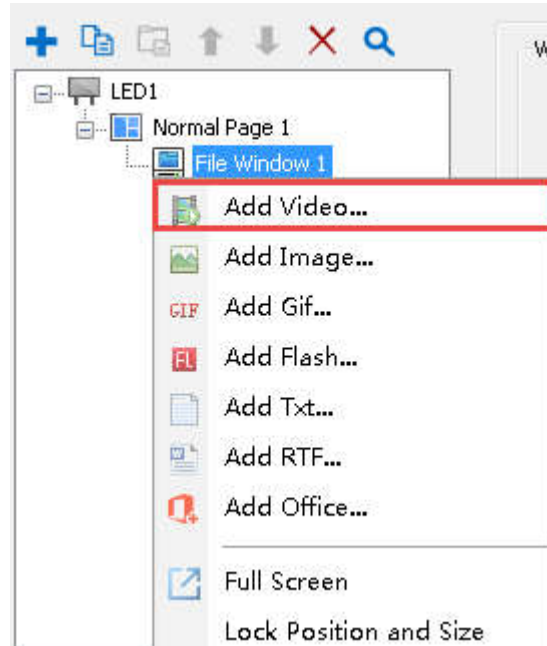 W
LED1
Normal Page 1
File Window 1
Add Video...
Add Image...
GIF Add Gif...
FL Add Flash...
Add Txt...
W Add RTF...
Add Office...
Full Screen
Lock Position and Size